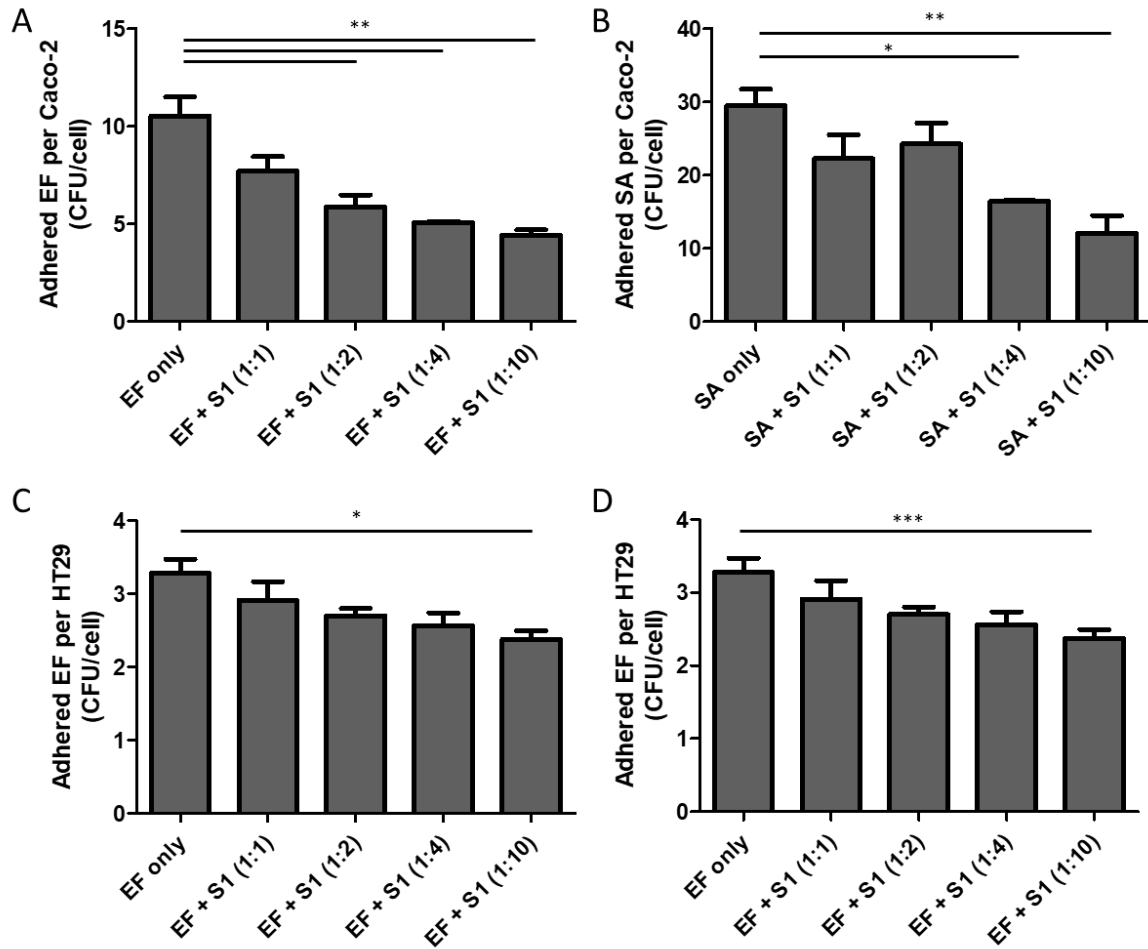 A
Adhered EF per Caco-2
(CFU/cell)
15
10
5
0
**
EF only
EF + S1 (1:1)
EF + S1 (1:2)
EF + S1 (1:4)
EF + S1 (1:10)
B
Adhered SA per Caco-2
(CFU/cell)
40
30
20
10
0
**
*
SA only
SA + S1 (1:1)
SA + S1 (1:2)
SA + S1 (1:4)
SA + S1 (1:10)
C
Adhered EF per HT29
(CFU/cell)
4
3
2
1
0
*
EF only
EF + S1 (1:1)
EF + S1 (1:2)
EF + S1 (1:4)
EF + S1 (1:10)
D
Adhered EF per HT29
(CFU/cell)
4
3
2
1
0
***
EF only
EF + S1 (1:1)
EF + S1 (1:2)
EF + S1 (1:4)
EF + S1 (1:10)